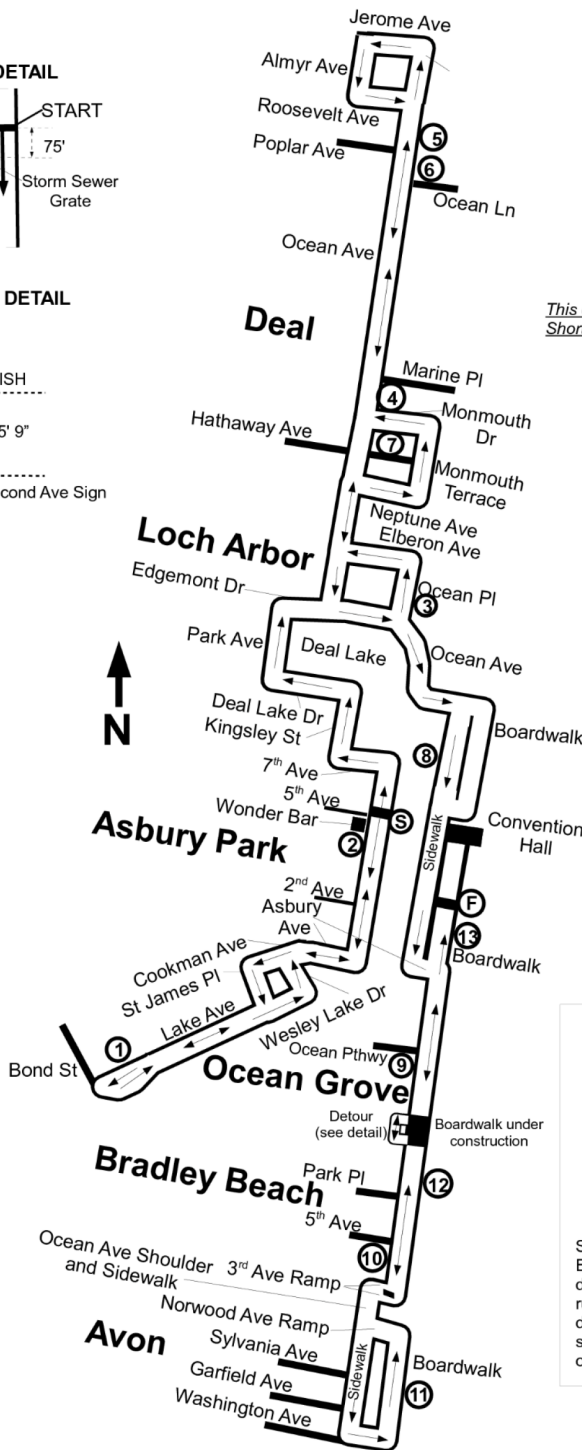 Jerome Ave
DETAIL
Almyr Ave
START
Roosevelt Ave
75'
Poplar Ave
5
6
Storm Sewer
Grate
Ocean Ln
Ocean Ave
DETAIL
Deal
This
Shor
ISH
Marine Pl
4
Monmouth
Dr
Hathaway Ave
5' 9"
7
Monmouth
Terrace
cond Ave Sign
Neptune Ave
Elberon Ave
Loch Arbor
Edgemont Dr
Ocean Pl
3
Park Ave
Deal Lake
Ocean Ave
N
Deal Lake Dr
Kingsley St
Boardwalk
8
7th Ave
5th Ave
S
Wonder Bar
2
Sidewalk
Convention
Hall
Asbury Park
2nd Ave
F
Asbury
Ave
13
Boardwalk
Cookman Ave
St James Pl
Lake Ave
Wesley Lake Dr
1
Bond St
Ocean Pthwy
9
Ocean Grove
Detour
(see detail)
Boardwalk under
construction
Bradley Beach
Park Pl
12
5th Ave
10
Ocean Ave Shoulder
and Sidewalk
3rd Ave Ramp
Norwood Ave Ramp
Avon
Sylvania Ave
Sidewalk
Boardwalk
Garfield Ave
11
Washington Ave